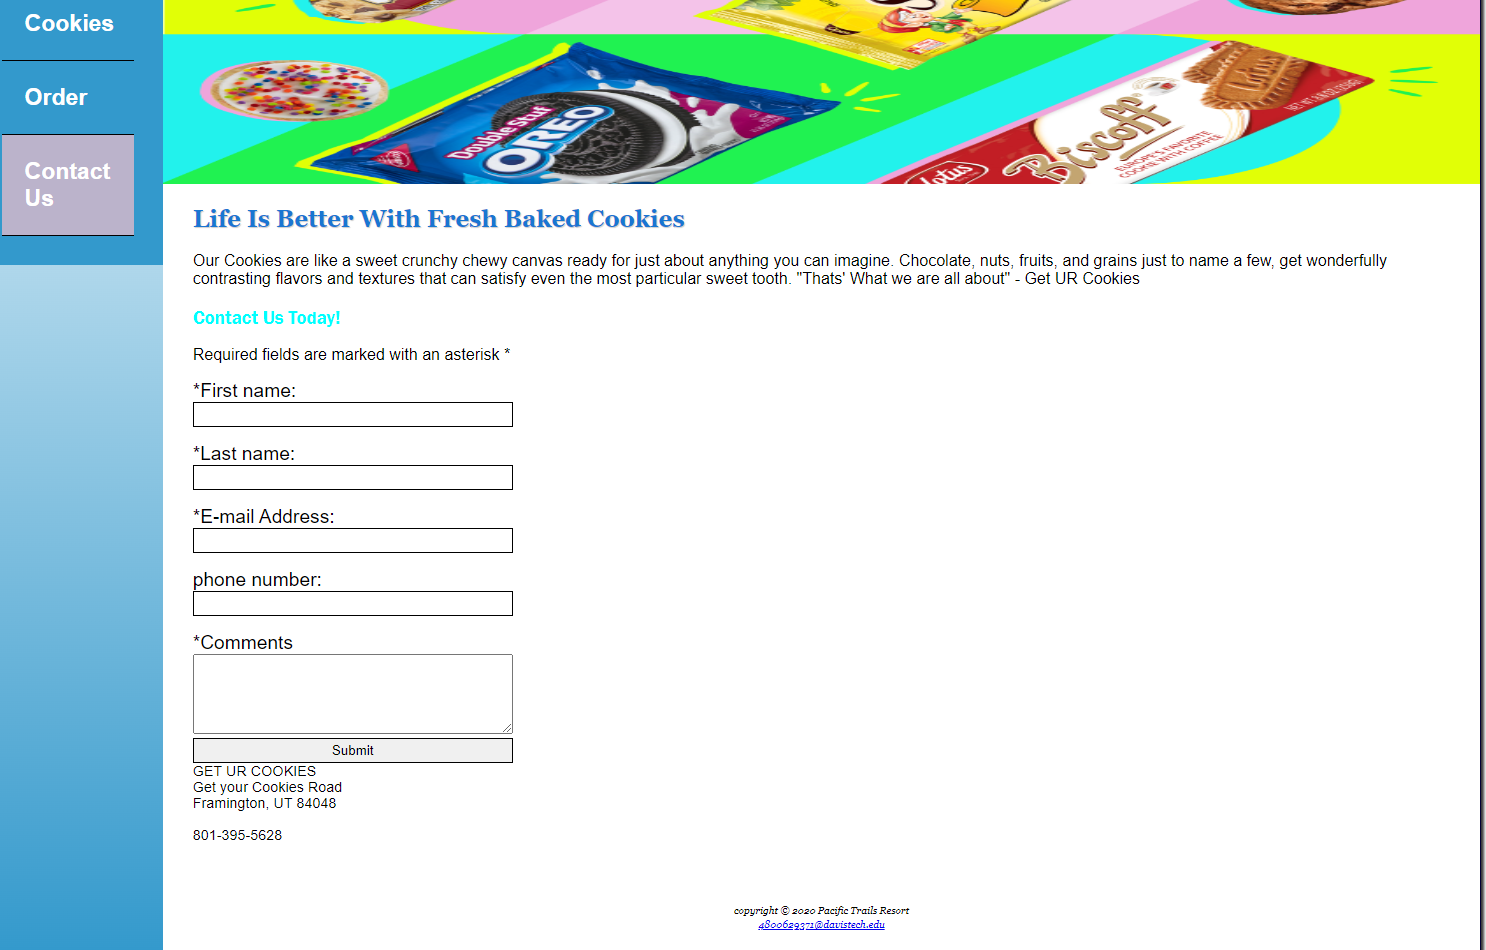 Cookies
Order
Contact
Us
Double Stuf
OREO
Lotus
Biscoff
EUROPE'S FAVORITE
COOKIE WITH COFFEE
Lotus
Life Is Better With Fresh Baked Cookies
Our Cookies are like a sweet crunchy chewy canvas ready for just about anything you can imagine. Chocolate, nuts, fruits, and grains just to name a few, get wonderfully
contrasting flavors and textures that can satisfy even the most particular sweet tooth. "Thats' What we are all about" - Get UR Cookies
Contact Us Today!
Required fields are marked with an asterisk *
*First name:
*Last name:
*E-mail Address:
phone number:
*Comments
Submit
GET UR COOKIES
Get your Cookies Road
Framington, UT 84048
801-395-5628
copyright © 2020 Pacific Trails Resort
4800629371@davistech.edu